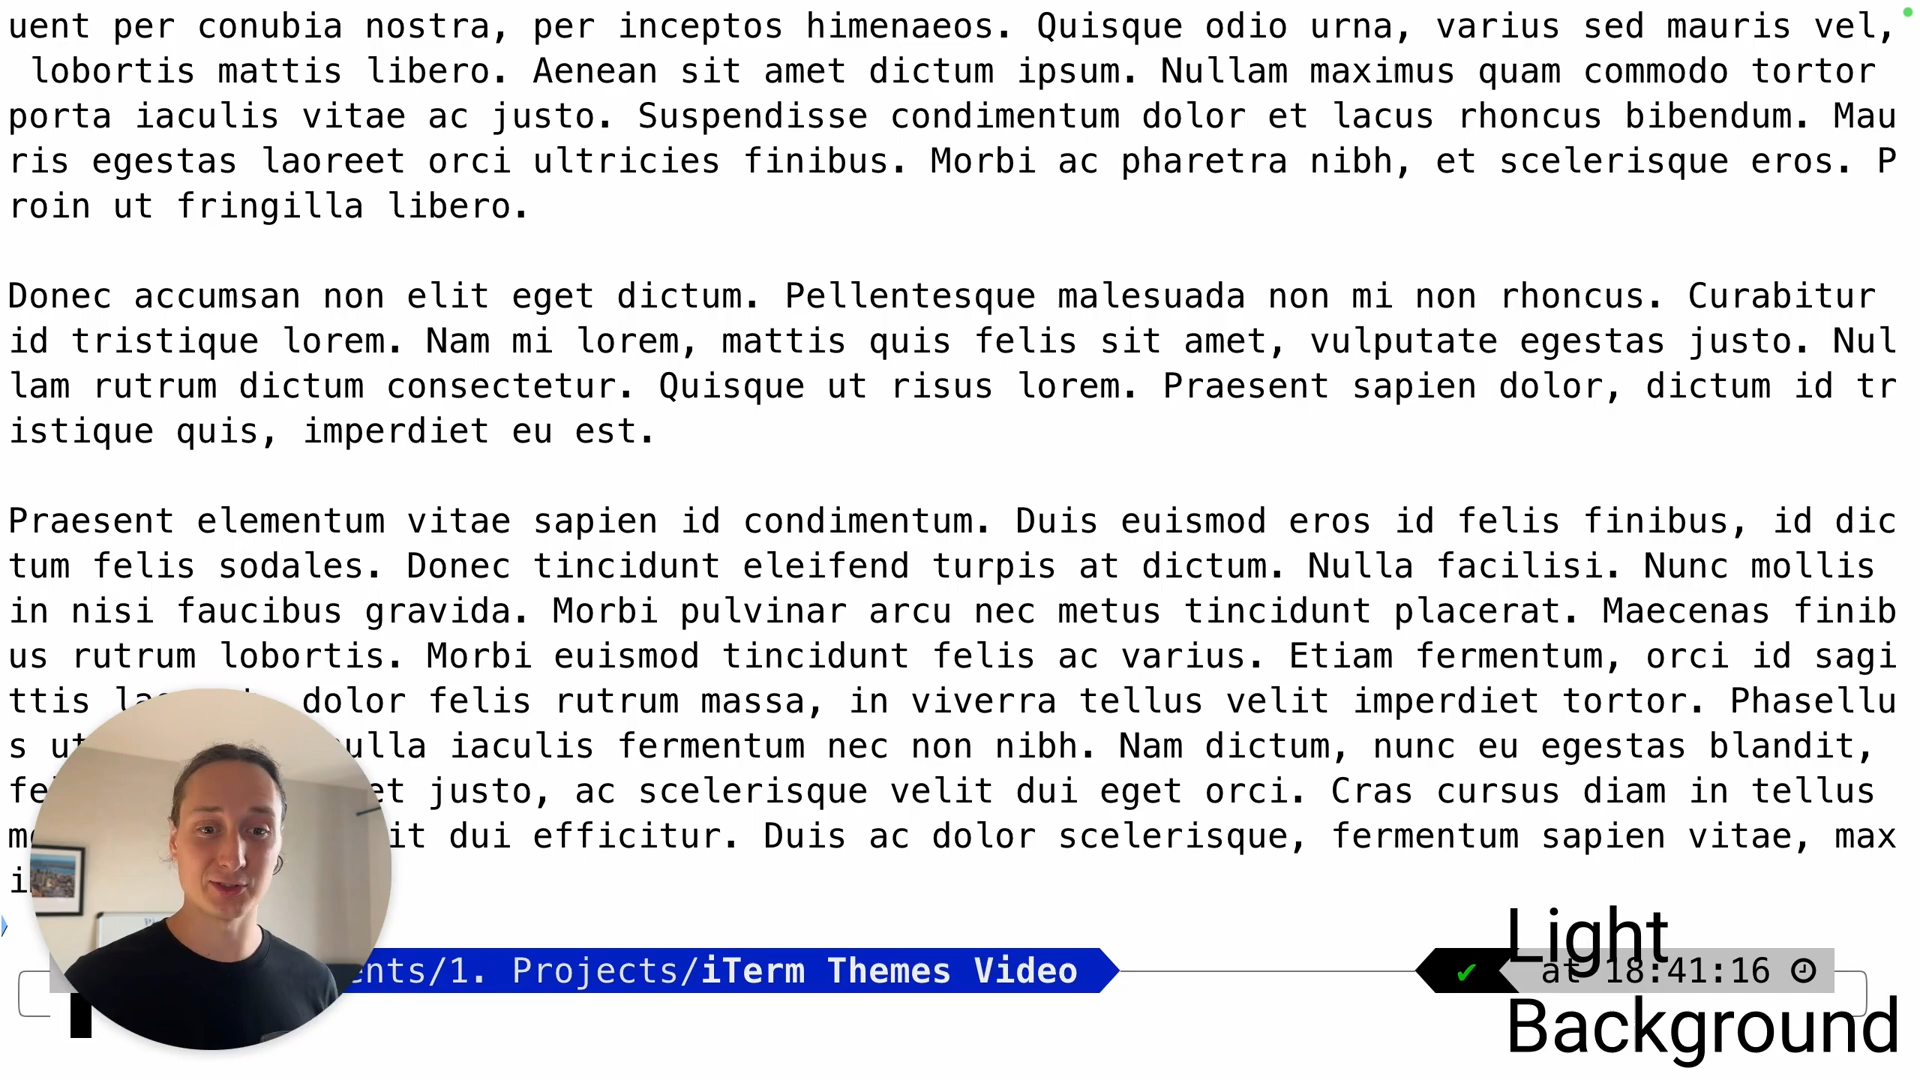 uent per conubia nostra, per inceptos himenaeos. Quisque odio urna, varius sed mauris vel,
lobortis mattis libero. Aenean sit amet dictum ipsum. Nullam maximus quam commodo tortor
porta iaculis vitae ac justo. Suspendisse condimentum dolor et lacus rhoncus bibendum. Mau
ris egestas laoreet orci ultricies finibus. Morbi ac pharetra nibh, et scelerisque eros. P
roin ut fringilla libero.
Donec accumsan non elit eget dictum. Pellentesque malesuada non mi non rhoncus. Curabitur
id tristique lorem. Nam mi lorem, mattis quis felis sit amet, vulputate egestas justo. Nul
lam rutrum dictum consectetur. Quisque ut risus lorem. Praesent sapien dolor, dictum id tr
istique quis, imperdiet eu est.
Praesent elementum vitae sapien id condimentum. Duis euismod eros id felis finibus, id dic
tum felis sodales. Donec tincidunt eleifend turpis at dictum. Nulla facilisi. Nunc mollis
in nisi faucibus gravida. Morbi pulvinar arcu nec metus tincidunt placerat. Maecenas finib
us rutrum lobortis. Morbi euismod tincidunt felis ac varius. Etiam fermentum, orci id sagi
ttis dolor felis rutrum massa, in viverra tellus velit imperdiet tortor. Phasellu
s ulla iaculis fermentum nec non nibh. Nam dictum, nunc eu egestas blandit,
et justo, ac scelerisque velit dui eget orci. Cras cursus diam in tellus
it dui efficitur. Duis ac dolor scelerisque, fermentum sapien vitae, max
ents/1. Projects/iTerm Themes Video
✔ at 18:41:16
Light
Background